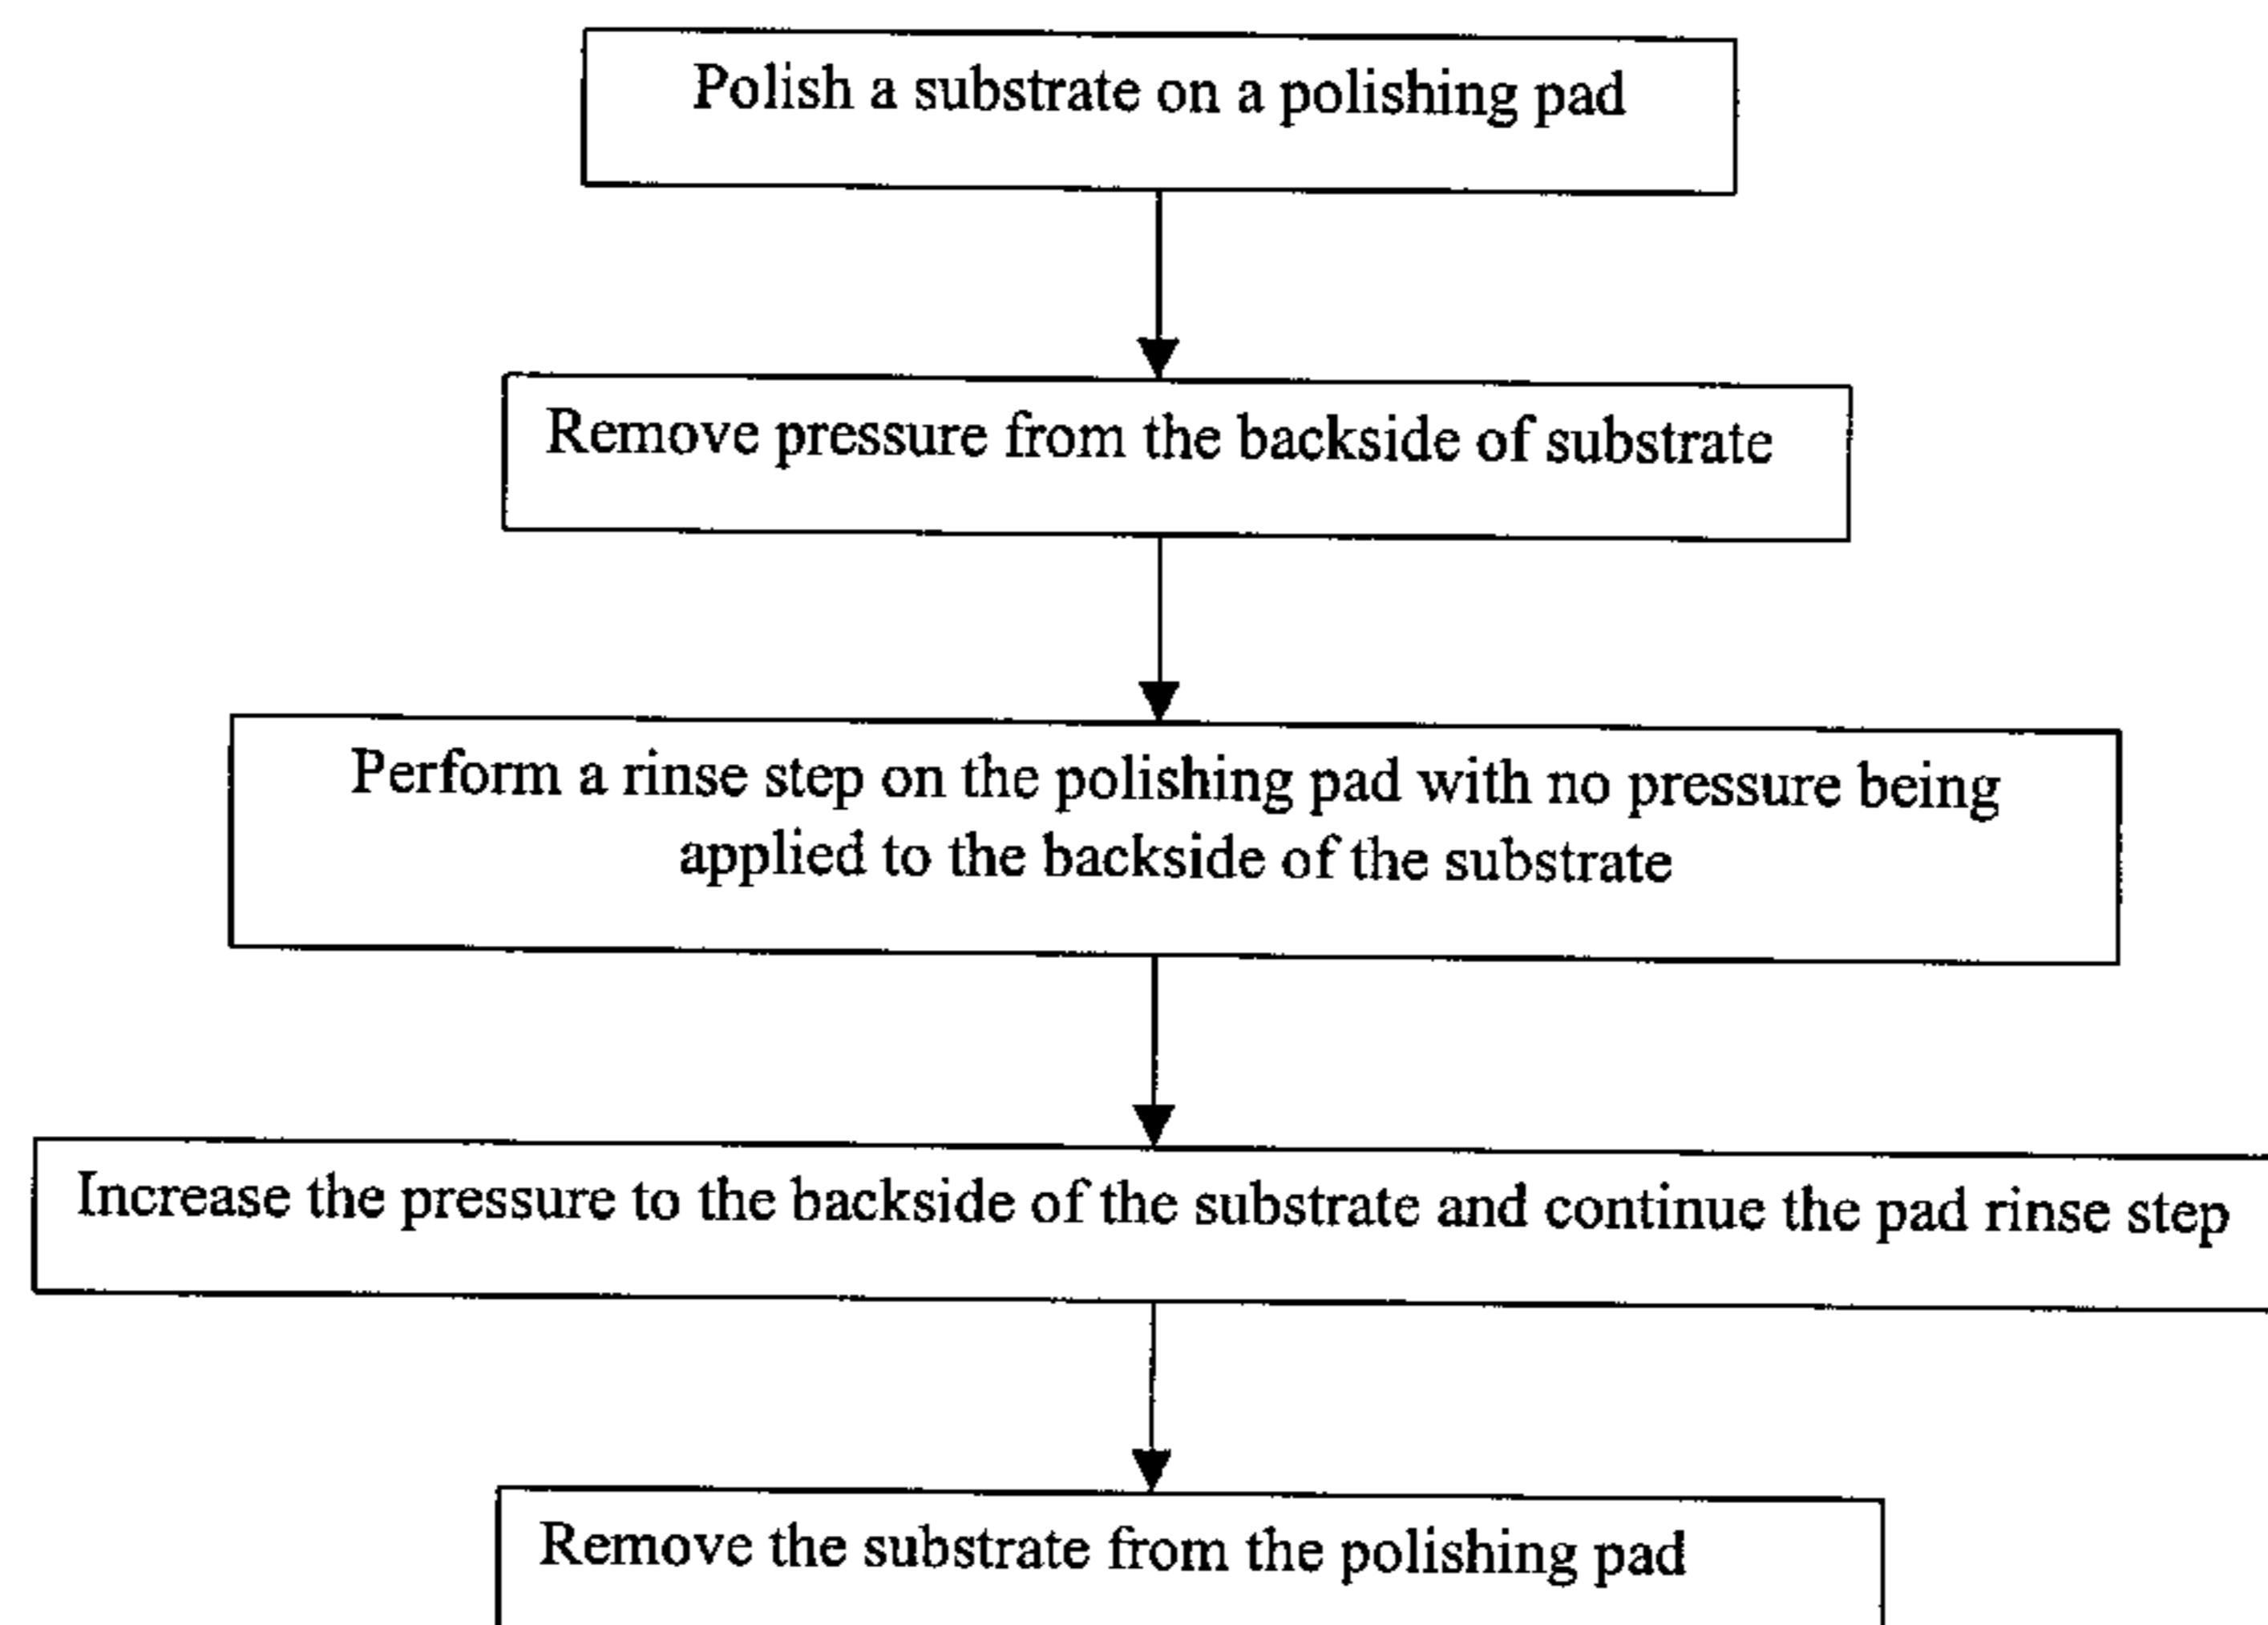 Polish a substrate on a polishing pad
Remove pressure from the backside of substrate
Perform a rinse step on the polishing pad with no pressure being
applied to the backside of the substrate
Increase the pressure to the backside of the substrate and continue the pad rinse step
Remove the substrate from the polishing pad